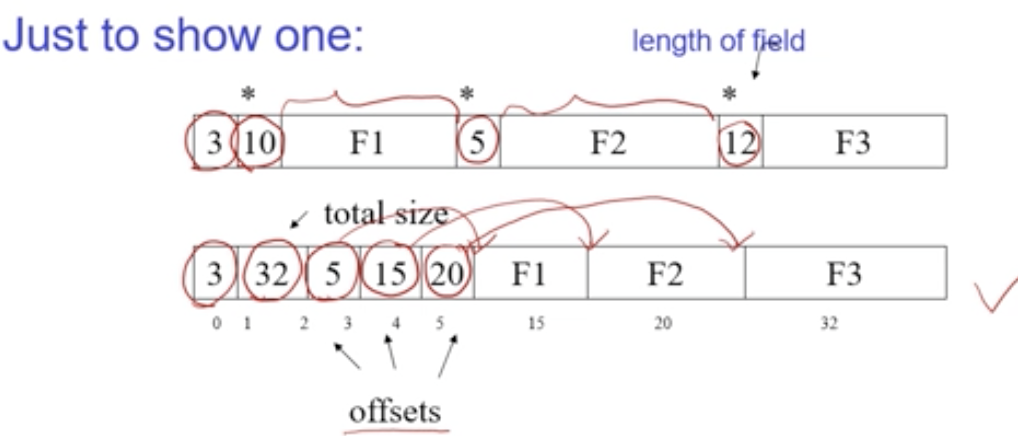 Just to show one:
length of field
* * *
3 10 F1 5 F2 12 F3
total size
3 32 5 15 20 F1 F2 F3
0 1 2 3 4 5 15 20 32
offsets